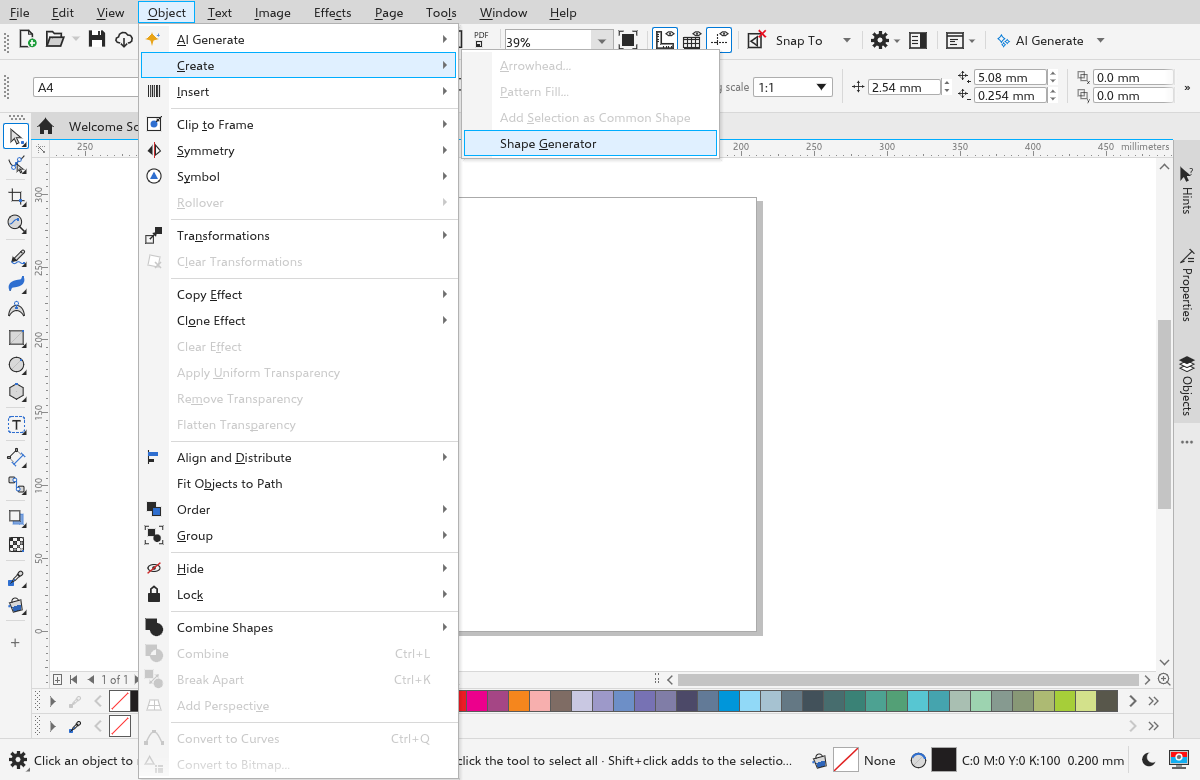 File Edit View Object Text Image Effects Page Tools Window Help
PDF 39% Snap To AI Generate
A4 g scale 1:1 2.54 mm 5.08 mm 0.254 mm 0.0 mm 0.0 mm »
Welcome Sc
250 200 250 300 350 400 450 millimeters
300 250 200 150 100 50 0
AI Generate
Create
Insert
Clip to Frame
Symmetry
Symbol
Rollover
Transformations
Clear Transformations
Copy Effect
Clone Effect
Clear Effect
Apply Uniform Transparency
Remove Transparency
Flatten Transparency
Align and Distribute
Fit Objects to Path
Order
Group
Hide
Lock
Combine Shapes
Combine Ctrl+L
Break Apart Ctrl+K
Add Perspective
Convert to Curves Ctrl+Q
Convert to Bitmap...
Arrowhead...
Pattern Fill...
Add Selection as Common Shape
Shape Generator
Hints
Properties
Objects
1 of 1
Click an object to click the tool to select all · Shift+click adds to the selectio... None C:0 M:0 Y:0 K:100 0.200 mm